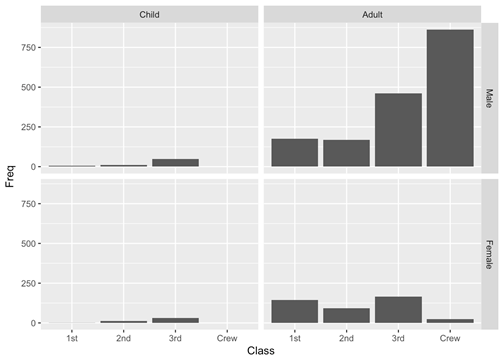 Child Adult
750
500
250
0
Male
Freq
750
500
250
0
Female
1st 2nd 3rd Crew 1st 2nd 3rd Crew
Class